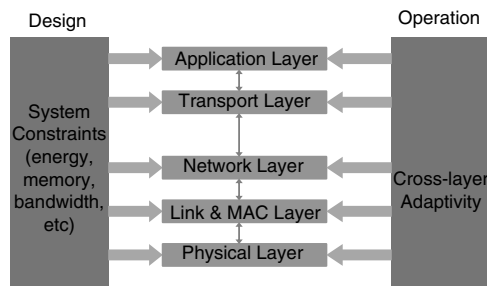 Design
Operation
System
Constraints
(energy,
memory,
bandwidth,
etc)
Application Layer
Transport Layer
Network Layer
Link & MAC Layer
Physical Layer
Cross-layer
Adaptivity